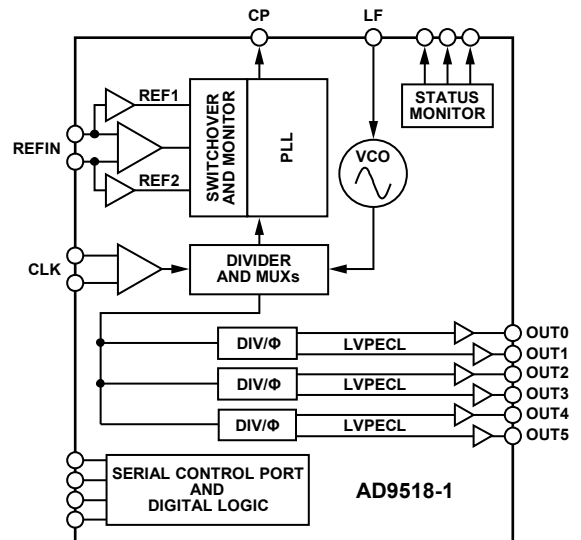 CP
LF
REF1
REF2
REFIN
SWITCHOVER
AND MONITOR
PLL
STATUS
MONITOR
VCO
CLK
DIVIDER
AND MUXs
DIV/Φ
LVPECL
OUT0
OUT1
DIV/Φ
LVPECL
OUT2
OUT3
DIV/Φ
LVPECL
OUT4
OUT5
SERIAL CONTROL PORT
AND
DIGITAL LOGIC
AD9518-1